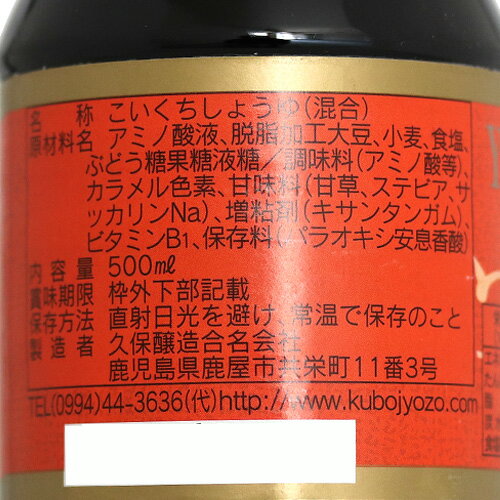 名称 こいくちしょうゆ(混合)
原材料名 アミノ酸液、脱脂加工大豆、小麦、食塩、
ぶどう糖果糖液糖／調味料(アミノ酸等)、
カラメル色素、甘味料(甘草、ステビア、サ
ッカリンNa)、増粘剤(キサンタンガム)、
ビタミンB1、保存料(パラオキシ安息香酸)
内容量 500㎖
賞味期限 枠外下部記載
保存方法 直射日光を避け、常温で保存のこと
製造者 久保醸造合名会社
鹿児島県鹿屋市共栄町11番3号
TEL(0994)44-3636(代)http://www.kubojyozo.com